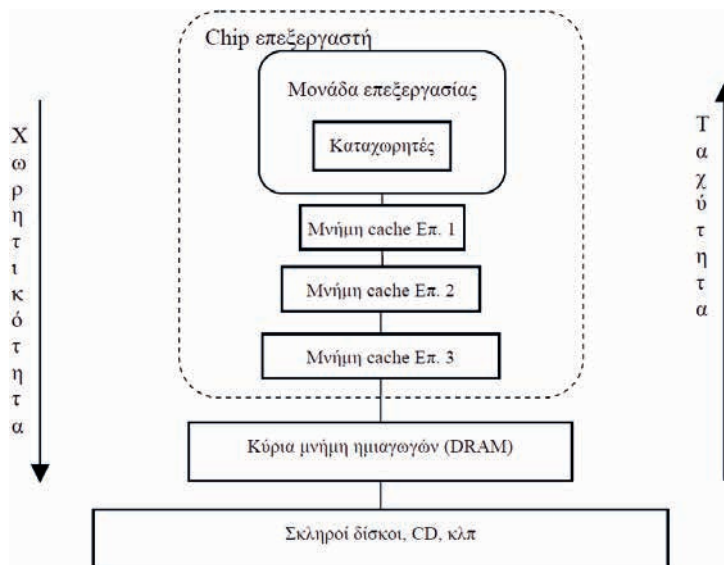 Chip επεξεργαστή
Μονάδα επεξεργασίας
Καταχωρητές
Μνήμη cache Επ. 1
Μνήμη cache Επ. 2
Μνήμη cache Επ. 3
Κύρια μνήμη ημιαγωγών (DRAM)
Σκληροί δίσκοι, CD, κλπ
Χωρητικότητα
Ταχύτητα